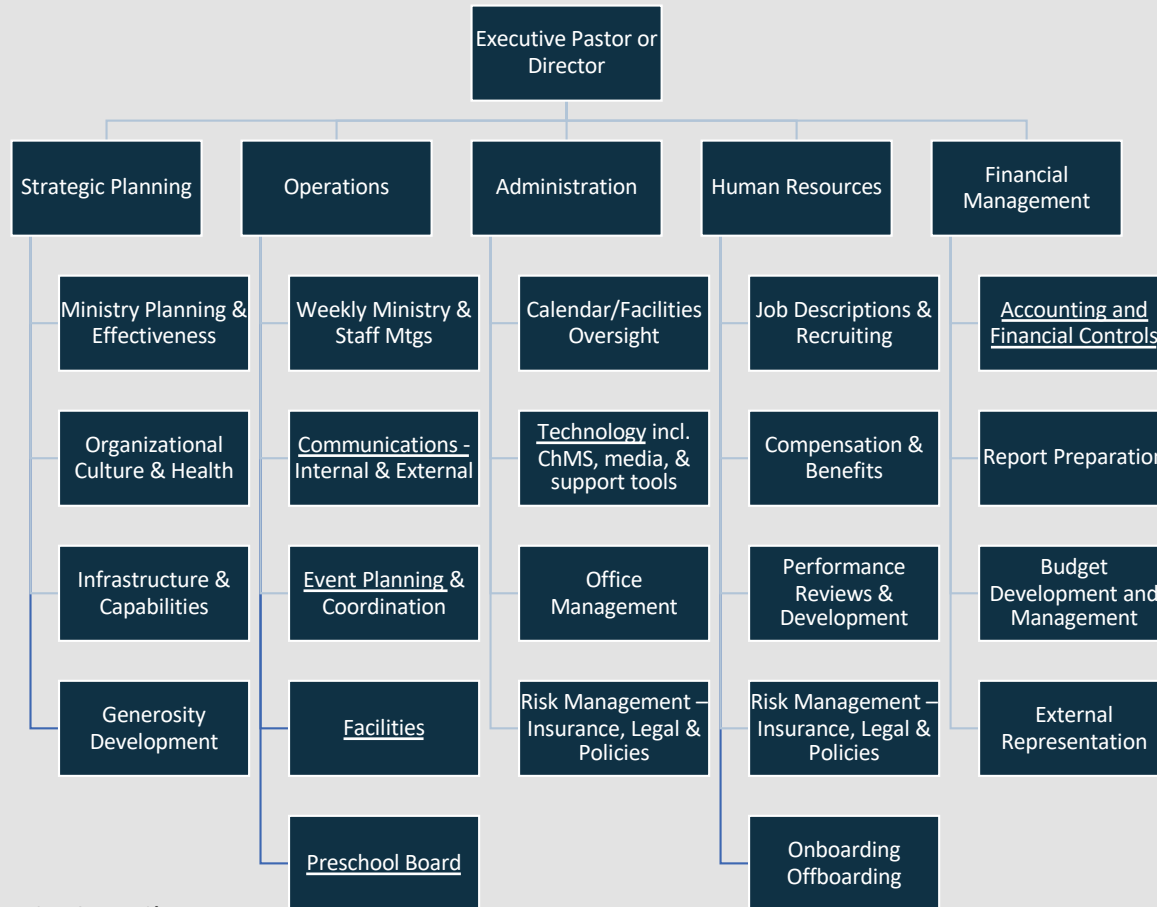 Executive Pastor or
Director
Strategic Planning
Operations
Administration
Human Resources
Financial
Management
Ministry Planning &
Effectiveness
Weekly Ministry &
Staff Mtgs
Calendar/Facilities
Oversight
Job Descriptions &
Recruiting
Accounting and
Financial Controls
Organizational
Culture & Health
Communications -
Internal & External
Technology incl.
ChMS, media, &
support tools
Compensation &
Benefits
Report Preparation
Infrastructure &
Capabilities
Event Planning &
Coordination
Office
Management
Performance
Reviews &
Development
Budget
Development and
Management
Generosity
Development
Facilities
Risk Management –
Insurance, Legal &
Policies
Risk Management –
Insurance, Legal &
Policies
External
Representation
Preschool Board
Onboarding
Offboarding